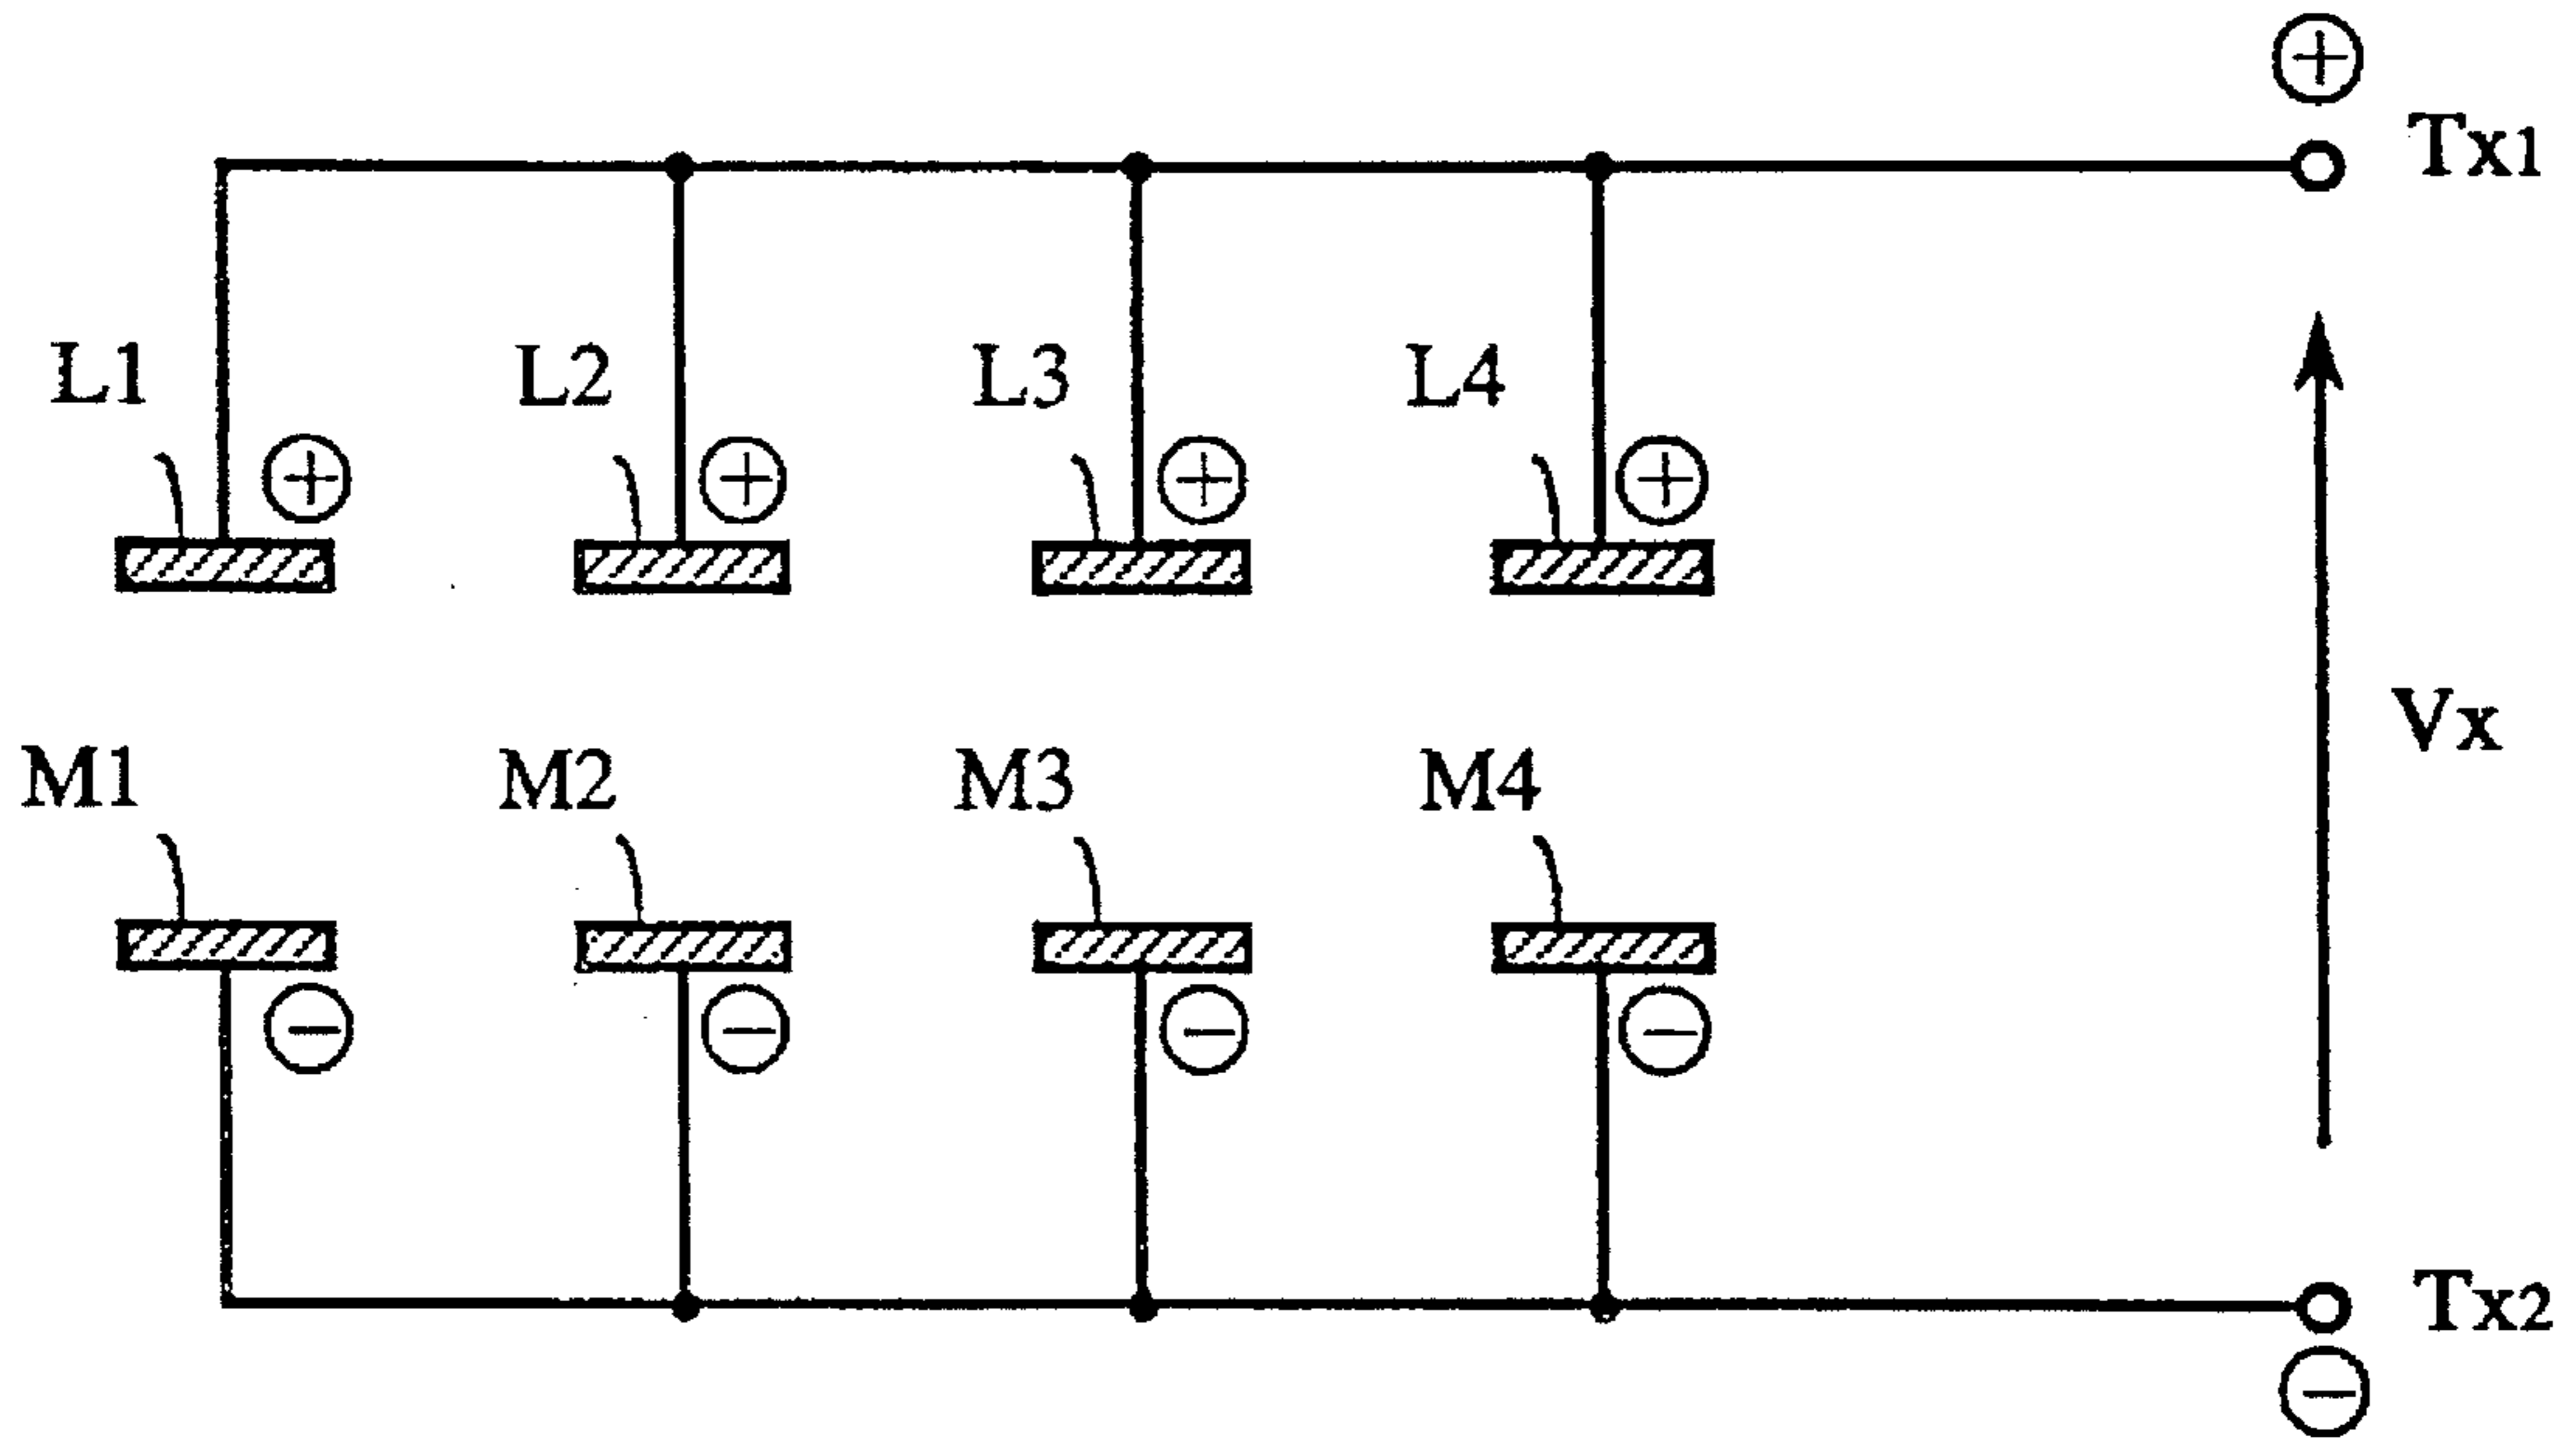 ⊕
Tx1
L1 L2 L3 L4
⊕ ⊕ ⊕ ⊕
Vx
M1 M2 M3 M4
⊖ ⊖ ⊖ ⊖
Tx2
⊖